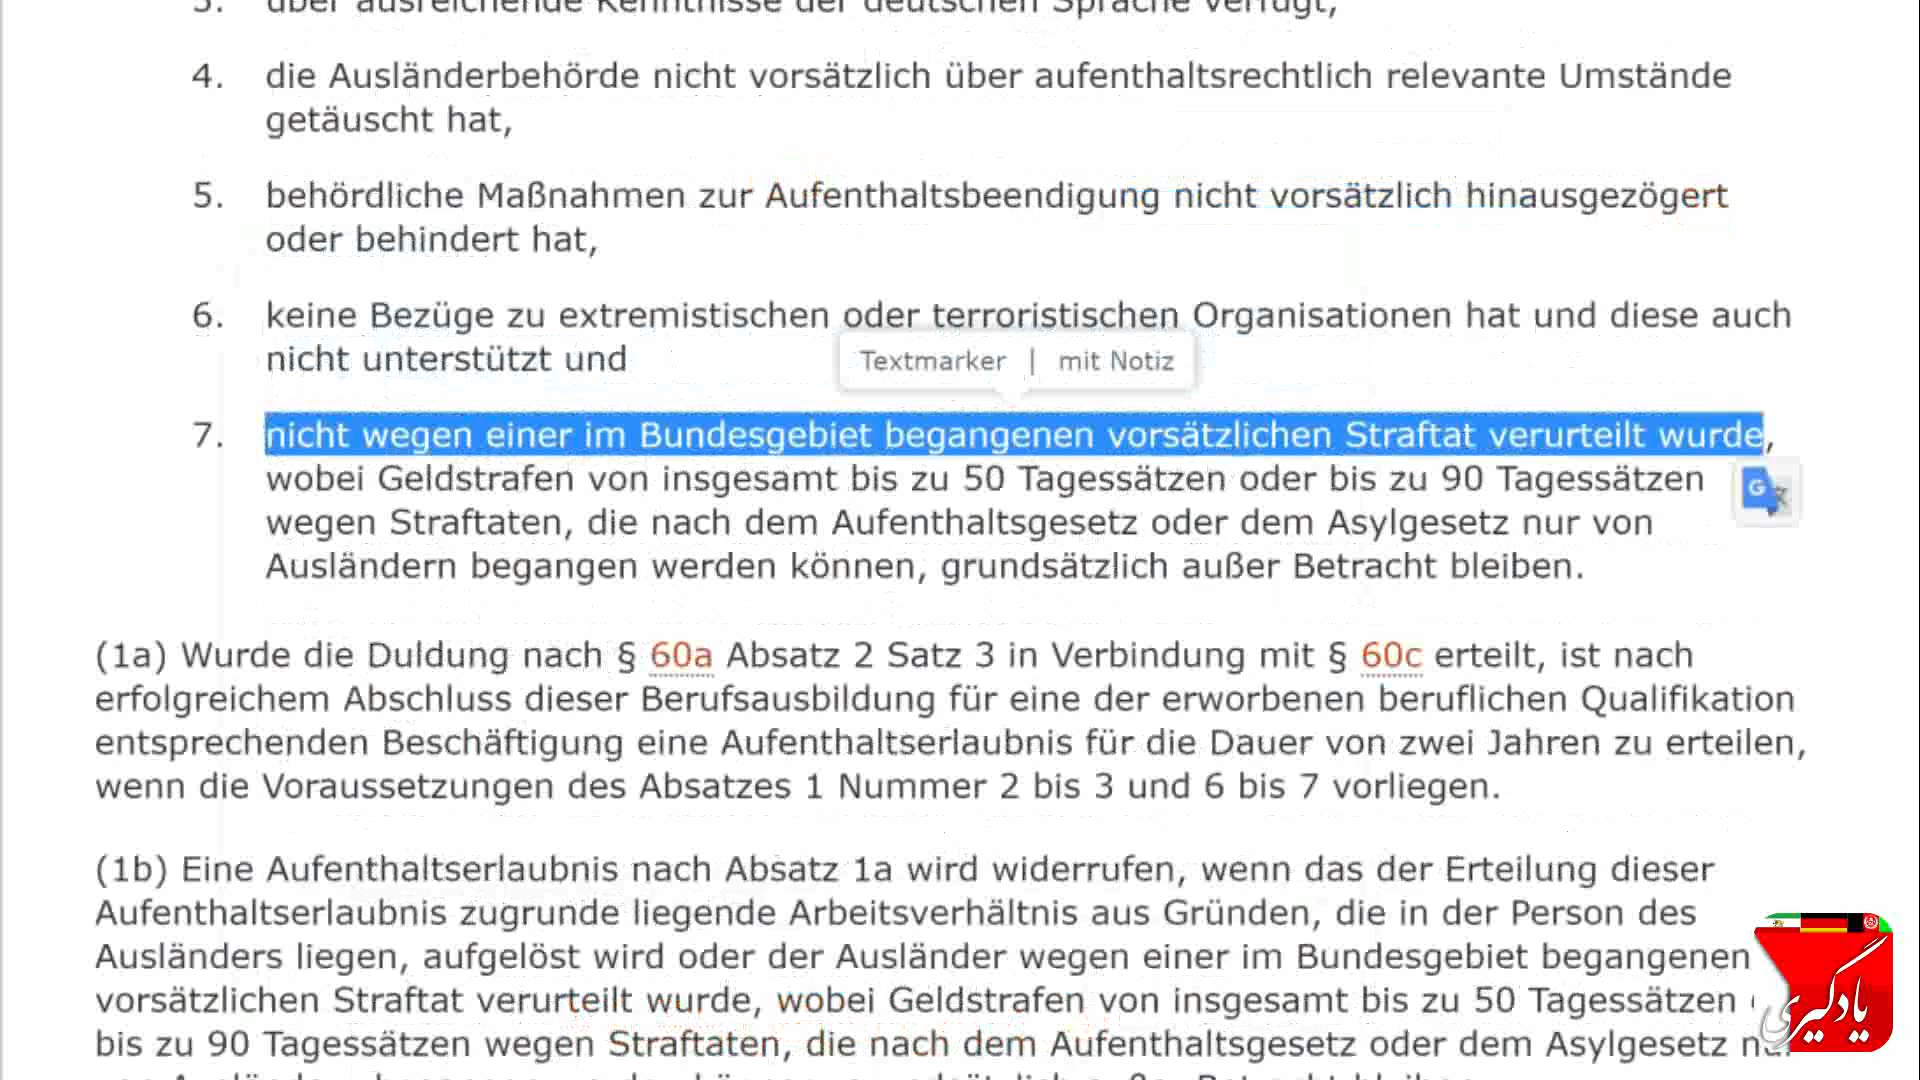 3. über ausreichende Kenntnisse der deutschen Sprache verfügt,
4. die Ausländerbehörde nicht vorsätzlich über aufenthaltsrechtlich relevante Umstände
getäuscht hat,
5. behördliche Maßnahmen zur Aufenthaltsbeendigung nicht vorsätzlich hinausgezögert
oder behindert hat,
6. keine Bezüge zu extremistischen oder terroristischen Organisationen hat und diese auch
nicht unterstützt und
Textmarker | mit Notiz
7. nicht wegen einer im Bundesgebiet begangenen vorsätzlichen Straftat verurteilt wurde,
wobei Geldstrafen von insgesamt bis zu 50 Tagessätzen oder bis zu 90 Tagessätzen
wegen Straftaten, die nach dem Aufenthaltsgesetz oder dem Asylgesetz nur von
Ausländern begangen werden können, grundsätzlich außer Betracht bleiben.
(1a) Wurde die Duldung nach § 60a Absatz 2 Satz 3 in Verbindung mit § 60c erteilt, ist nach
erfolgreichem Abschluss dieser Berufsausbildung für eine der erworbenen beruflichen Qualifikation
entsprechenden Beschäftigung eine Aufenthaltserlaubnis für die Dauer von zwei Jahren zu erteilen,
wenn die Voraussetzungen des Absatzes 1 Nummer 2 bis 3 und 6 bis 7 vorliegen.
(1b) Eine Aufenthaltserlaubnis nach Absatz 1a wird widerrufen, wenn das der Erteilung dieser
Aufenthaltserlaubnis zugrunde liegende Arbeitsverhältnis aus Gründen, die in der Person des
Ausländers liegen, aufgelöst wird oder der Ausländer wegen einer im Bundesgebiet begangenen
vorsätzlichen Straftat verurteilt wurde, wobei Geldstrafen von insgesamt bis zu 50 Tagessätzen
bis zu 90 Tagessätzen wegen Straftaten, die nach dem Aufenthaltsgesetz oder dem Asylgesetz nur
یادگیری